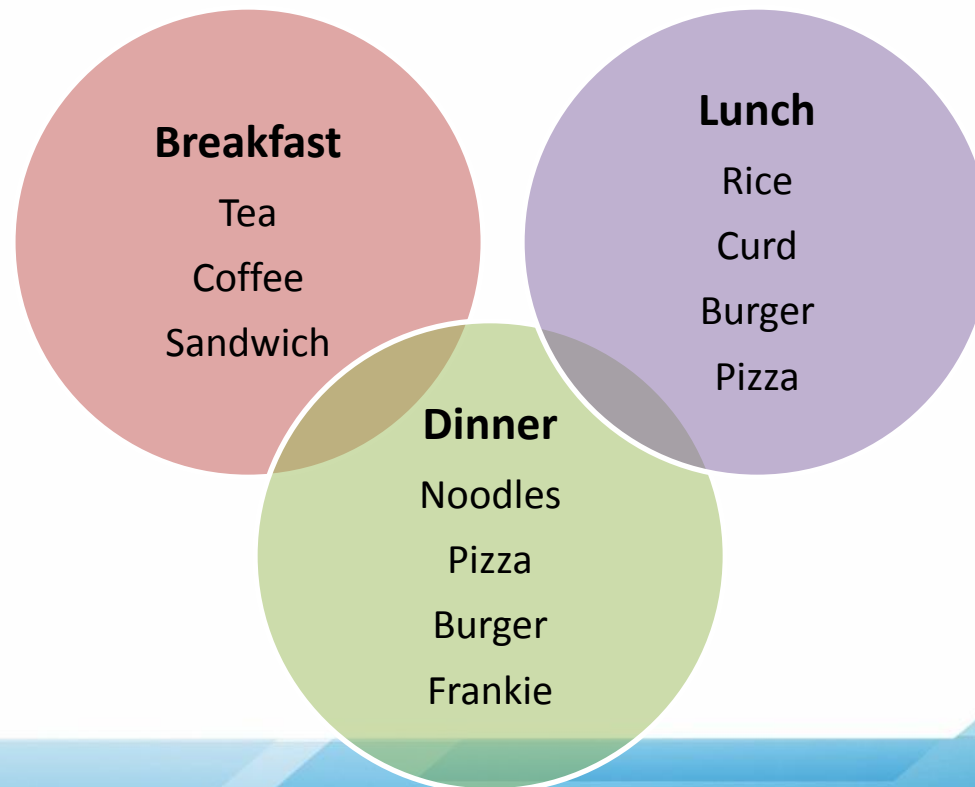 Breakfast
Tea
Coffee
Sandwich
Lunch
Rice
Curd
Burger
Pizza
Dinner
Noodles
Pizza
Burger
Frankie